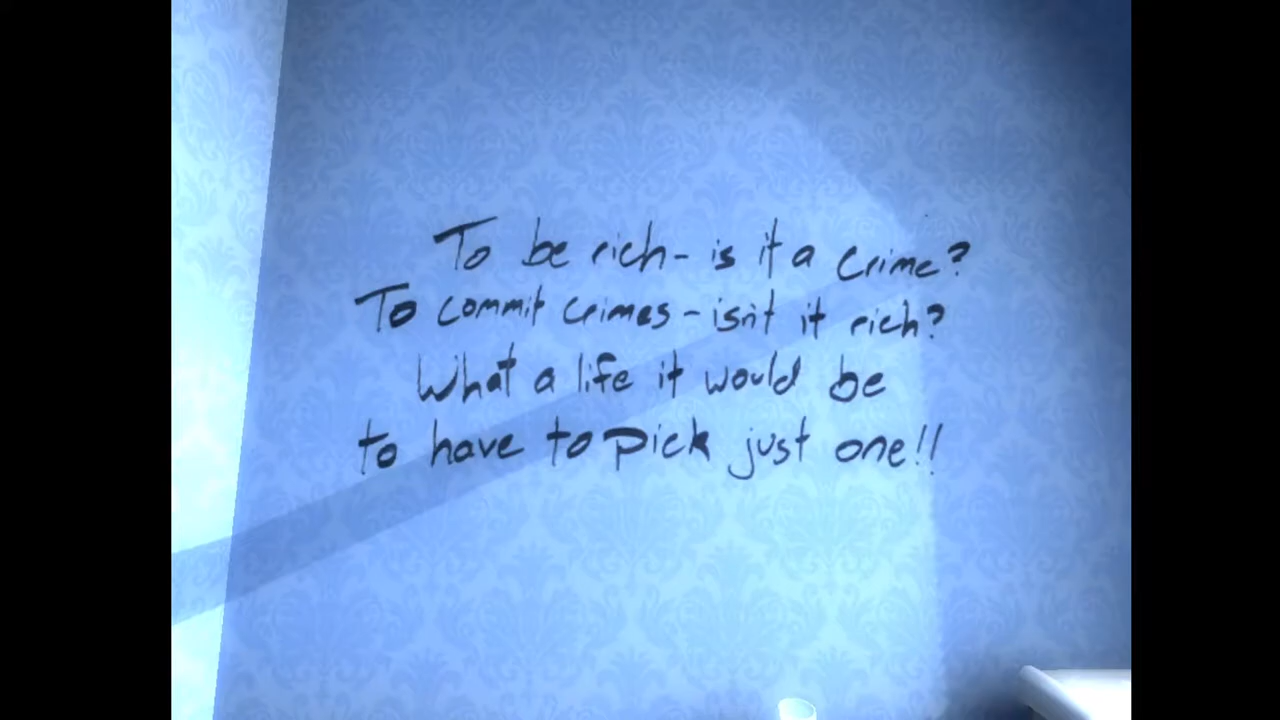 To be rich- is it a crime?
To commit crimes - isn't it rich?
What a life it would be
to have to pick just one!!